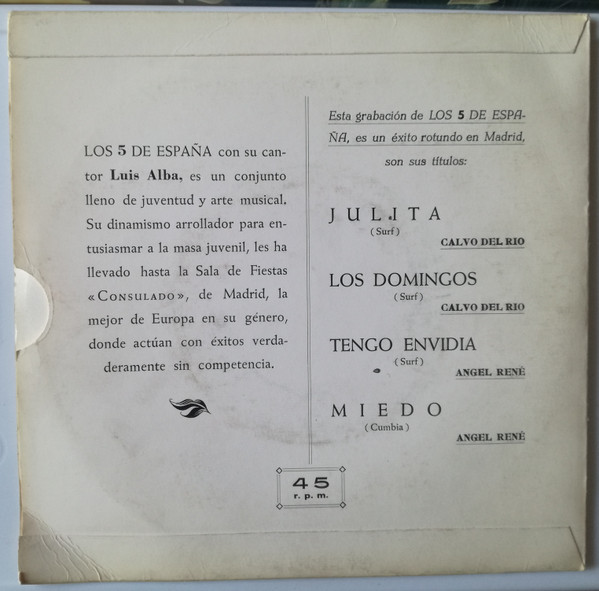 LOS 5 DE ESPAÑA con su can-
tor Luis Alba, es un conjunto
lleno de juventud y arte musical.
Su dinamismo arrollador para en-
tusiasmar a la masa juvenil, les ha
llevado hasta la Sala de Fiestas
«CONSULADO», de Madrid, la
mejor de Europa en su género,
donde actúan con éxitos verda-
deramente sin competencia.
Esta grabación de LOS 5 DE ESPA-
ÑA, es un éxito rotundo en Madrid,
son sus títulos:
JULITA
(Surf)
CALVO DEL RIO
LOS DOMINGOS
(Surf)
CALVO DEL RIO
TENGO ENVIDIA
(Surf)
ANGEL RENÉ
MIEDO
(Cumbia)
ANGEL RENÉ
45
r. p. m.